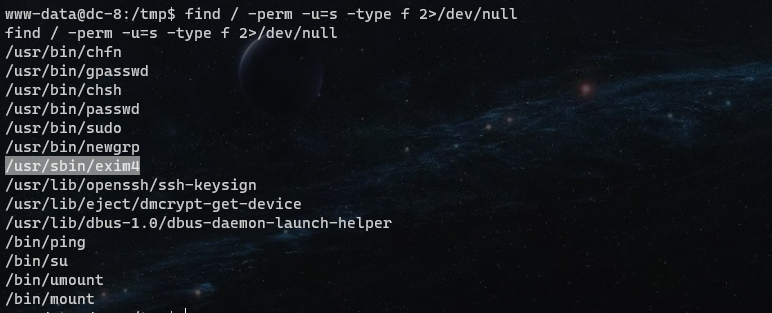 www-data@dc-8:/tmp$ find / -perm -u=s -type f 2>/dev/null
find / -perm -u=s -type f 2>/dev/null
/usr/bin/chfn
/usr/bin/gpasswd
/usr/bin/chsh
/usr/bin/passwd
/usr/bin/sudo
/usr/bin/newgrp
/usr/sbin/exim4
/usr/lib/openssh/ssh-keysign
/usr/lib/eject/dmcrypt-get-device
/usr/lib/dbus-1.0/dbus-daemon-launch-helper
/bin/ping
/bin/su
/bin/umount
/bin/mount